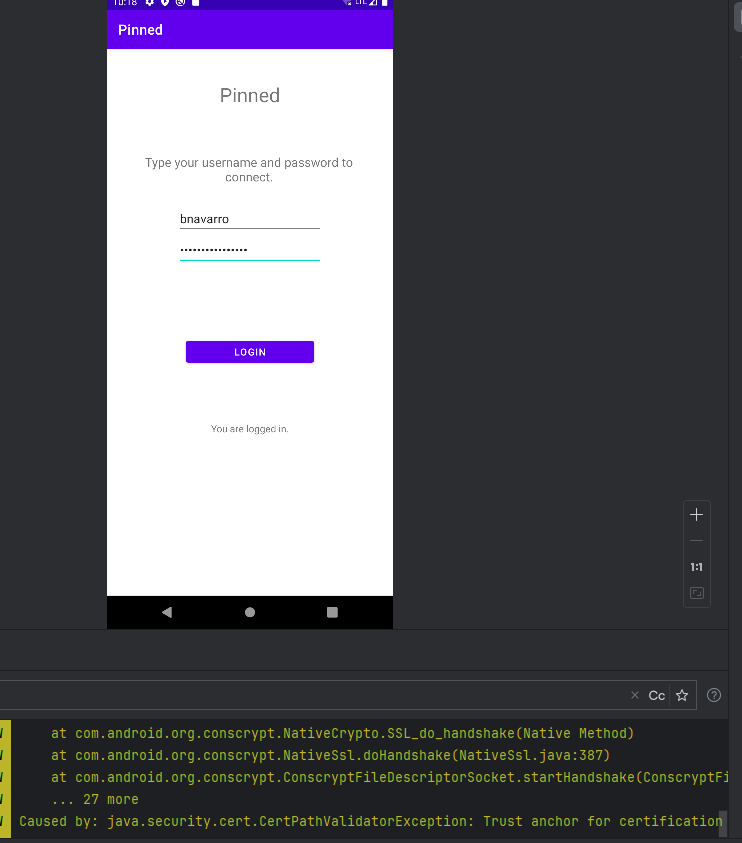 10:18 LTE
Pinned
Pinned
Type your username and password to
connect.
bnavarro
••••••••••••••••
LOGIN
You are logged in.
1:1
Cc
at com.android.org.conscrypt.NativeCrypto.SSL_do_handshake(Native Method)
at com.android.org.conscrypt.NativeSsl.doHandshake(NativeSsl.java:387)
at com.android.org.conscrypt.ConscryptFileDescriptorSocket.startHandshake(ConscryptFi
... 27 more
Caused by: java.security.cert.CertPathValidatorException: Trust anchor for certification